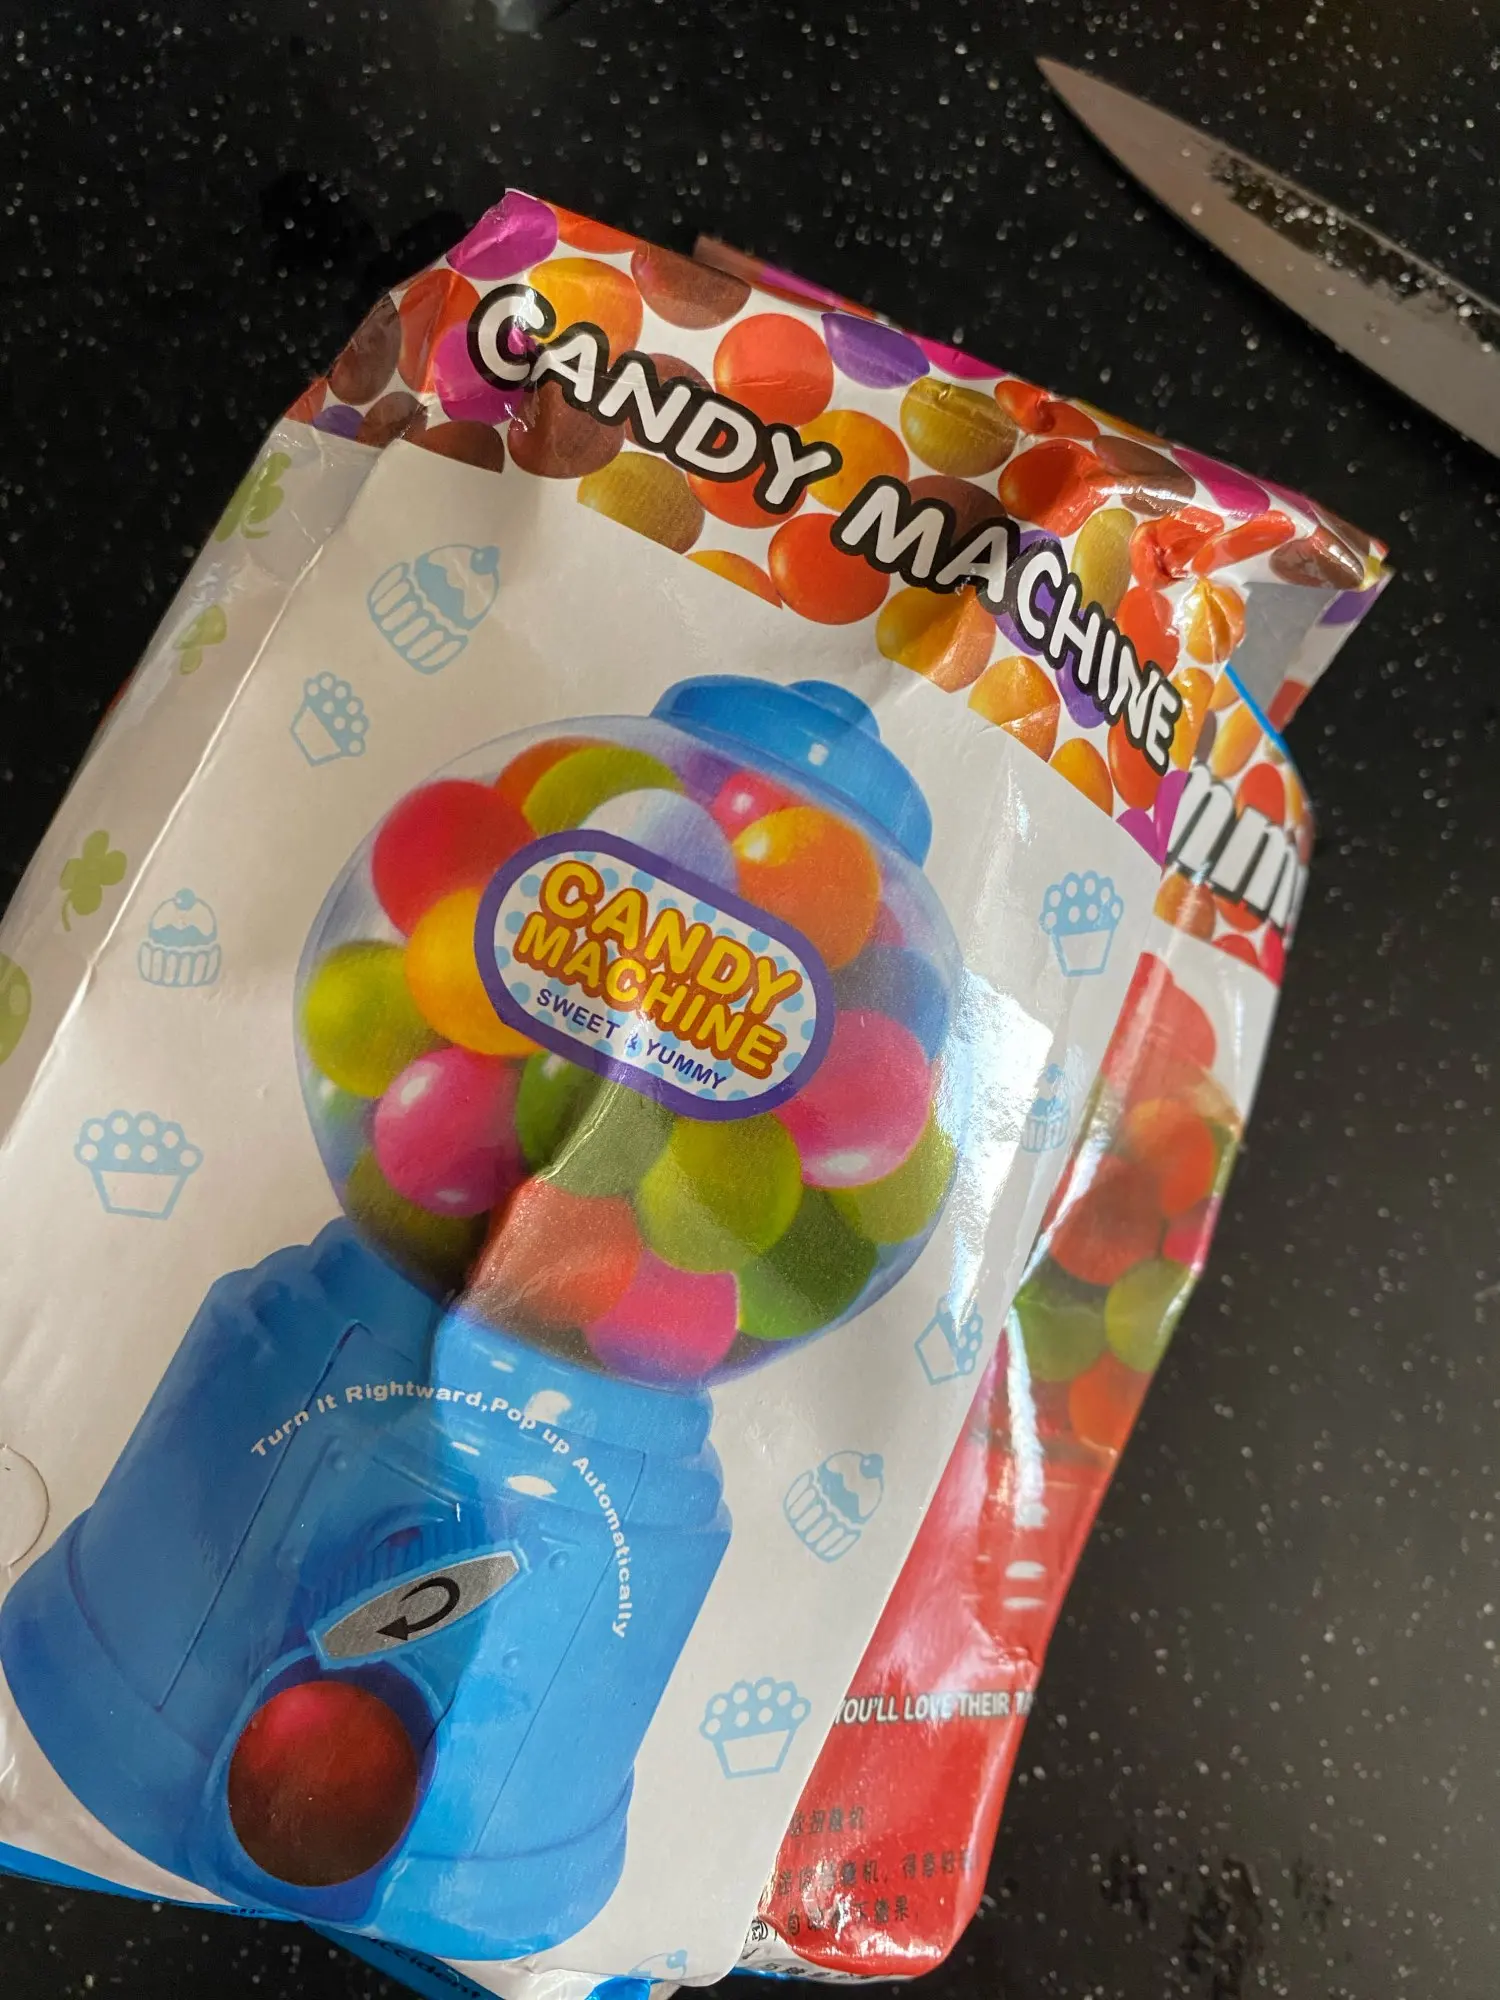 CANDY MACHINE
CANDY
MACHINE
SWEET & YUMMY
Turn It Rightward,Pop up Automatically
YOU'LL LOVE THEIR